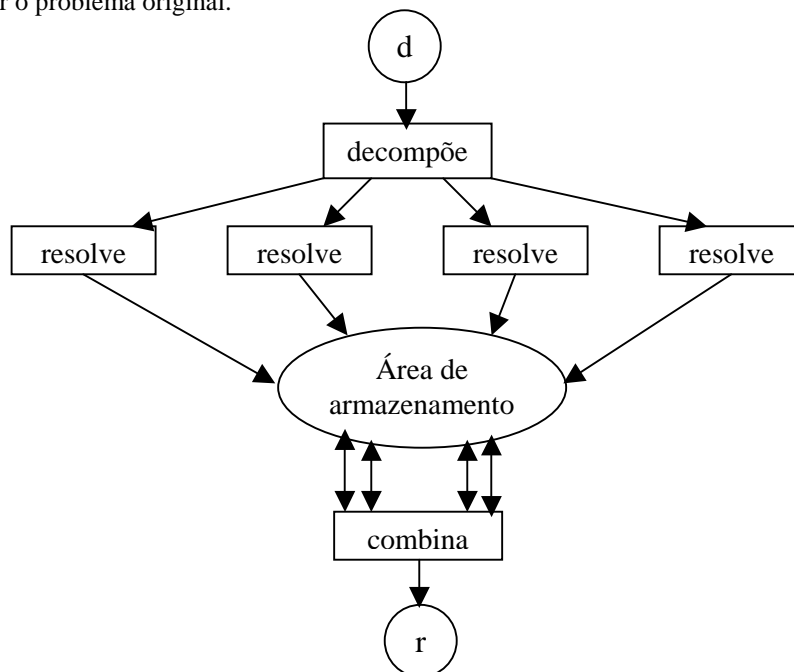 r o problema original.
d
decompõe
resolve resolve resolve resolve
Área de
armazenamento
combina
r